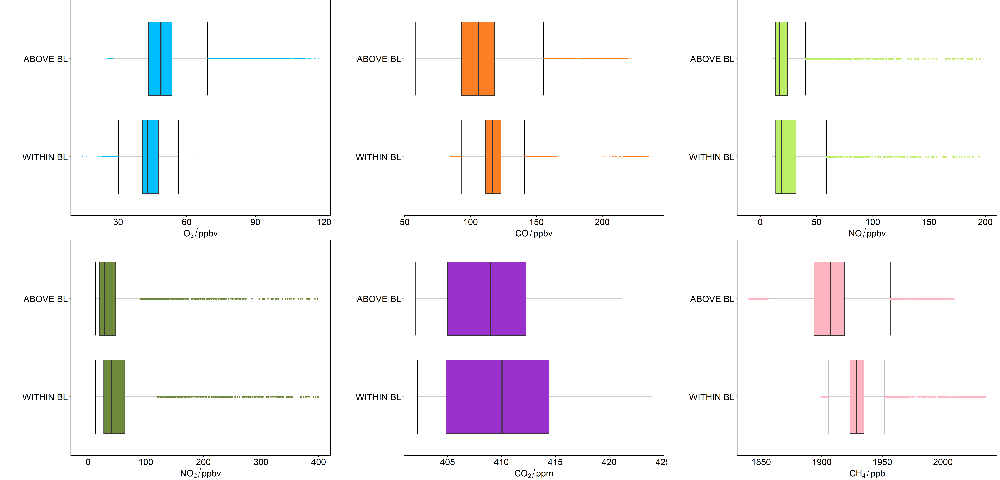 ABOVE BL
WITHIN BL
30 60 90 120
O₃/ppbv
ABOVE BL
WITHIN BL
50 100 150 200
CO/ppbv
ABOVE BL
WITHIN BL
0 50 100 150 200
NO/ppbv
ABOVE BL
WITHIN BL
0 100 200 300 400
NO₂/ppbv
ABOVE BL
WITHIN BL
405 410 415 420
CO₂/ppm
ABOVE BL
WITHIN BL
1850 1900 1950 2000
CH₄/ppb